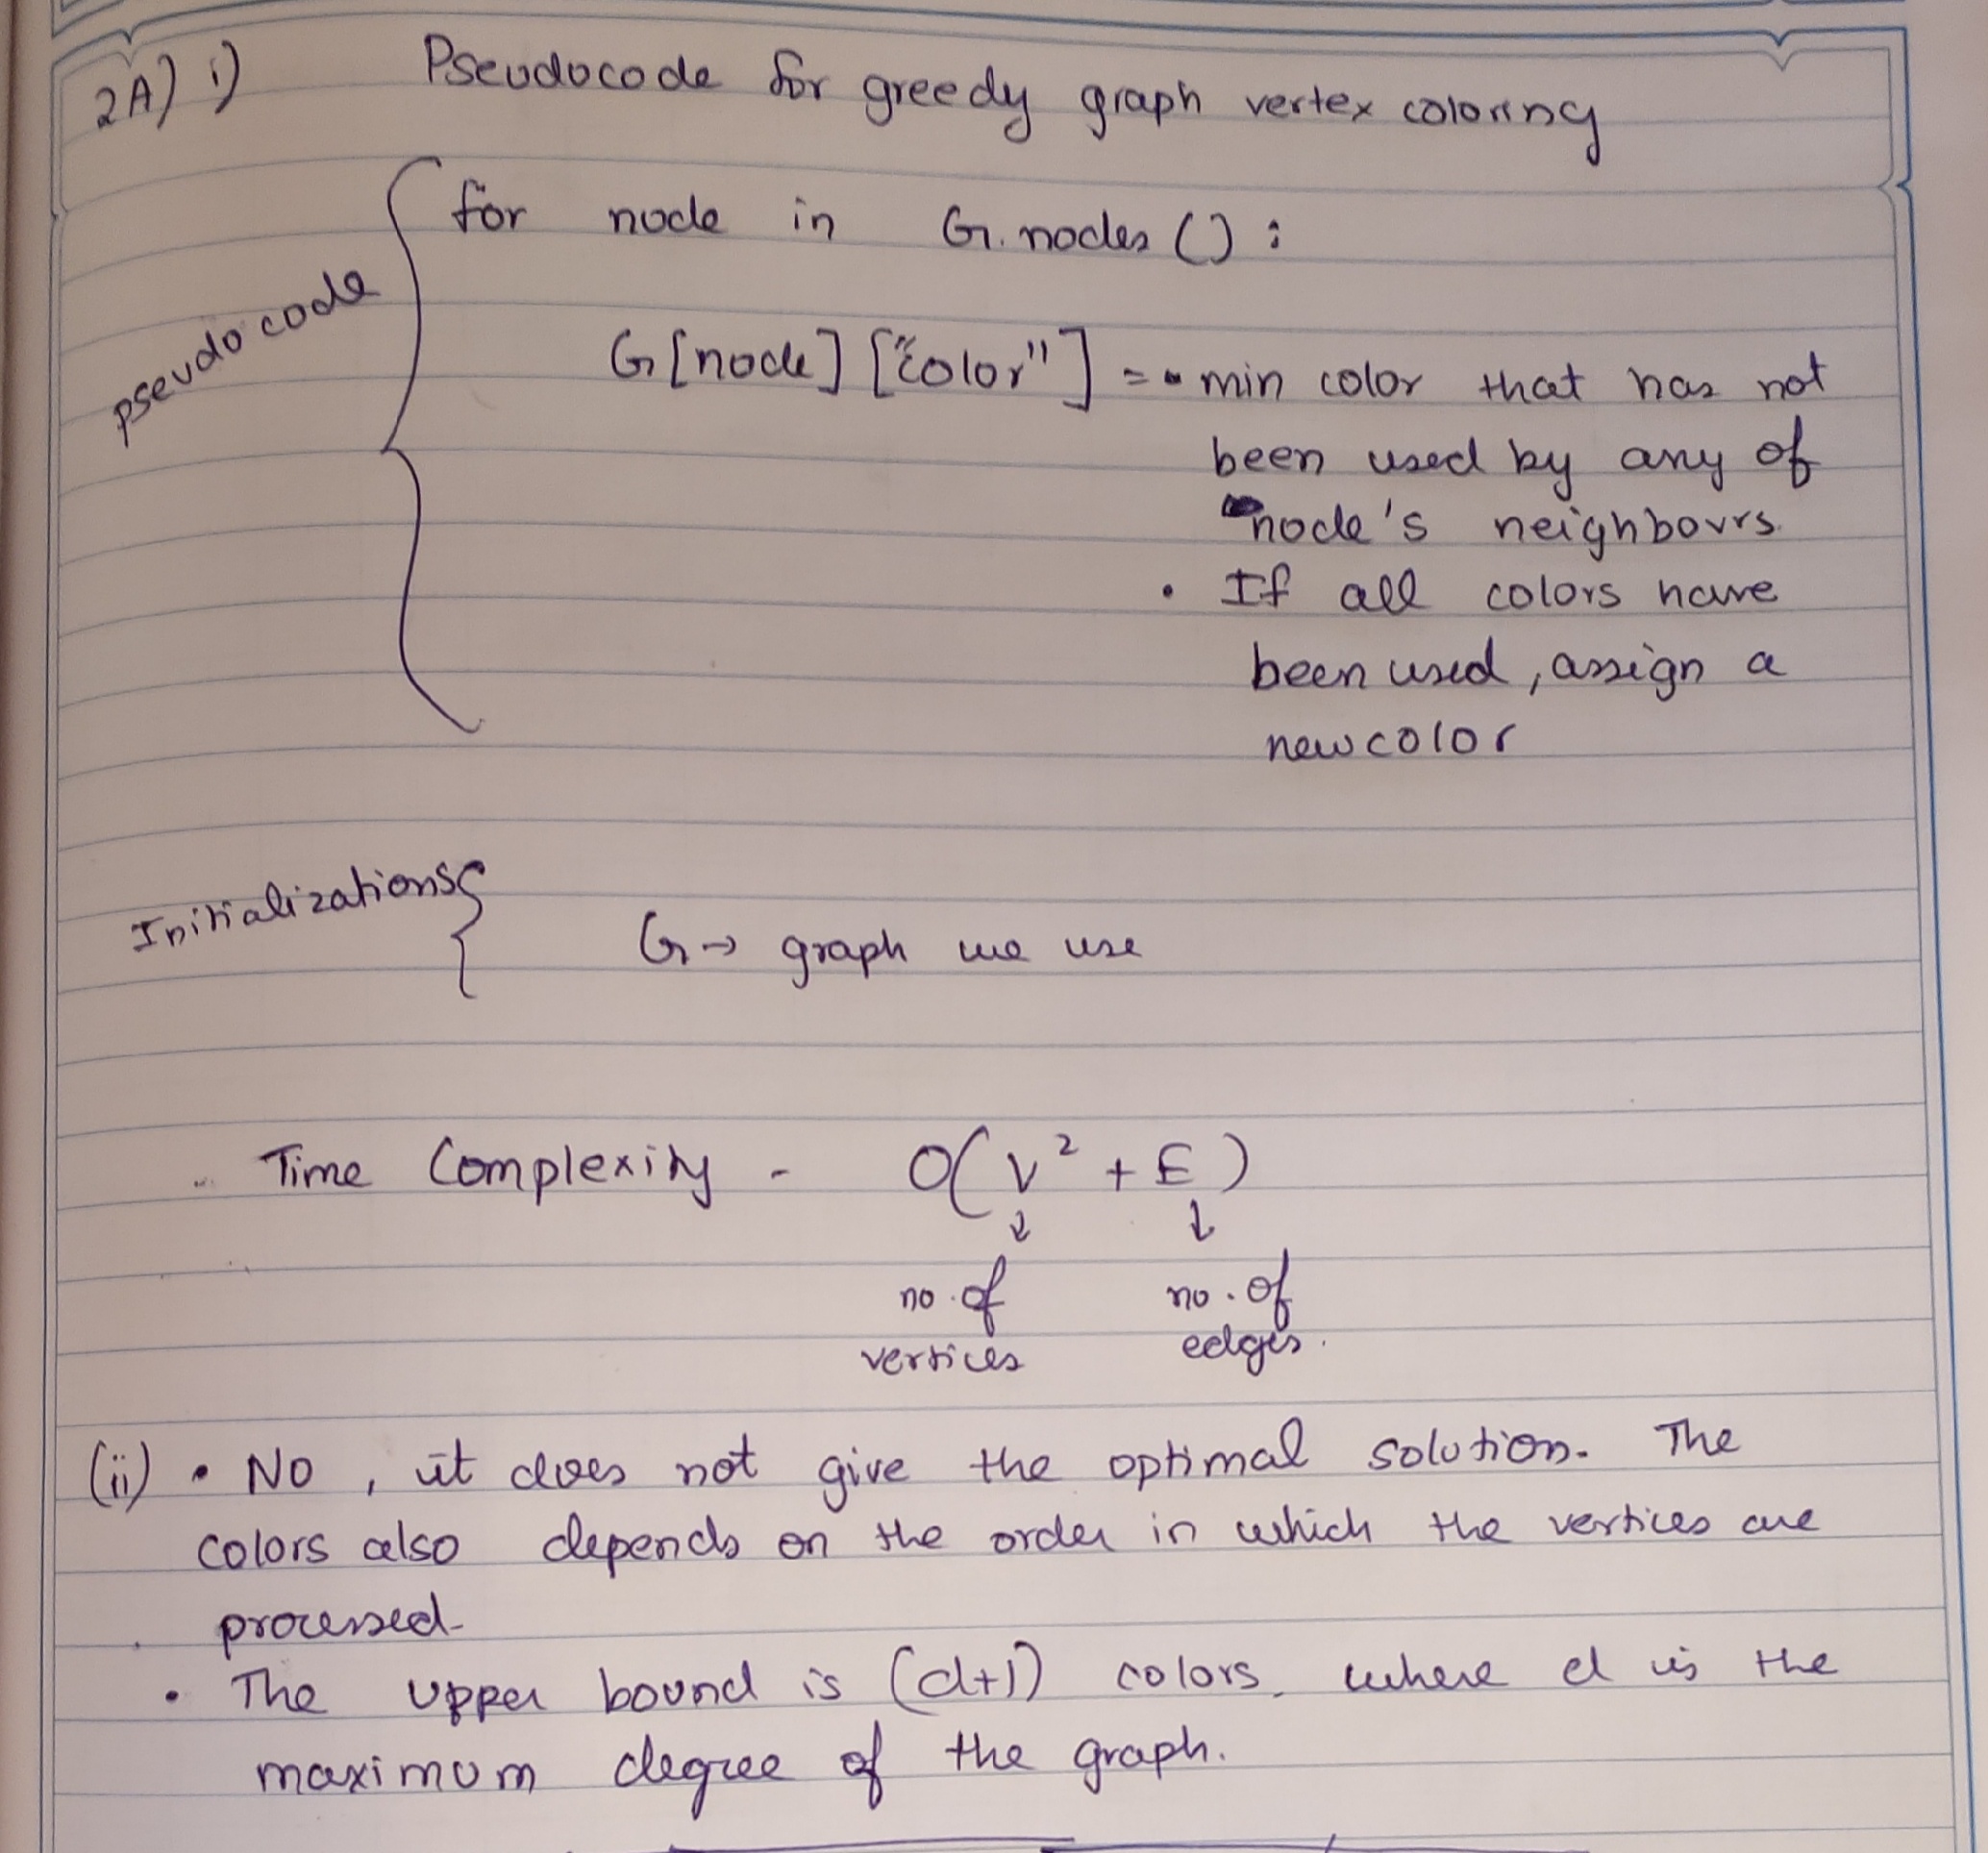 2A) i) Pseudocode for greedy graph vertex coloring
pseudo code
for node in G.nodes():
G[node]["color"] = • min color that has not
been used by any of
node's neighbours.
• If all colors have
been used, assign a
new color
Initializations
G → graph we use
Time Complexity - O(V² + E)
↓ ↓
no. of no. of
vertices edges.
(ii) • NO, it does not give the optimal solution. The
colors also depends on the order in which the vertices are
processed.
• The upper bound is (d+1) colors, where d is the
maximum degree of the graph.